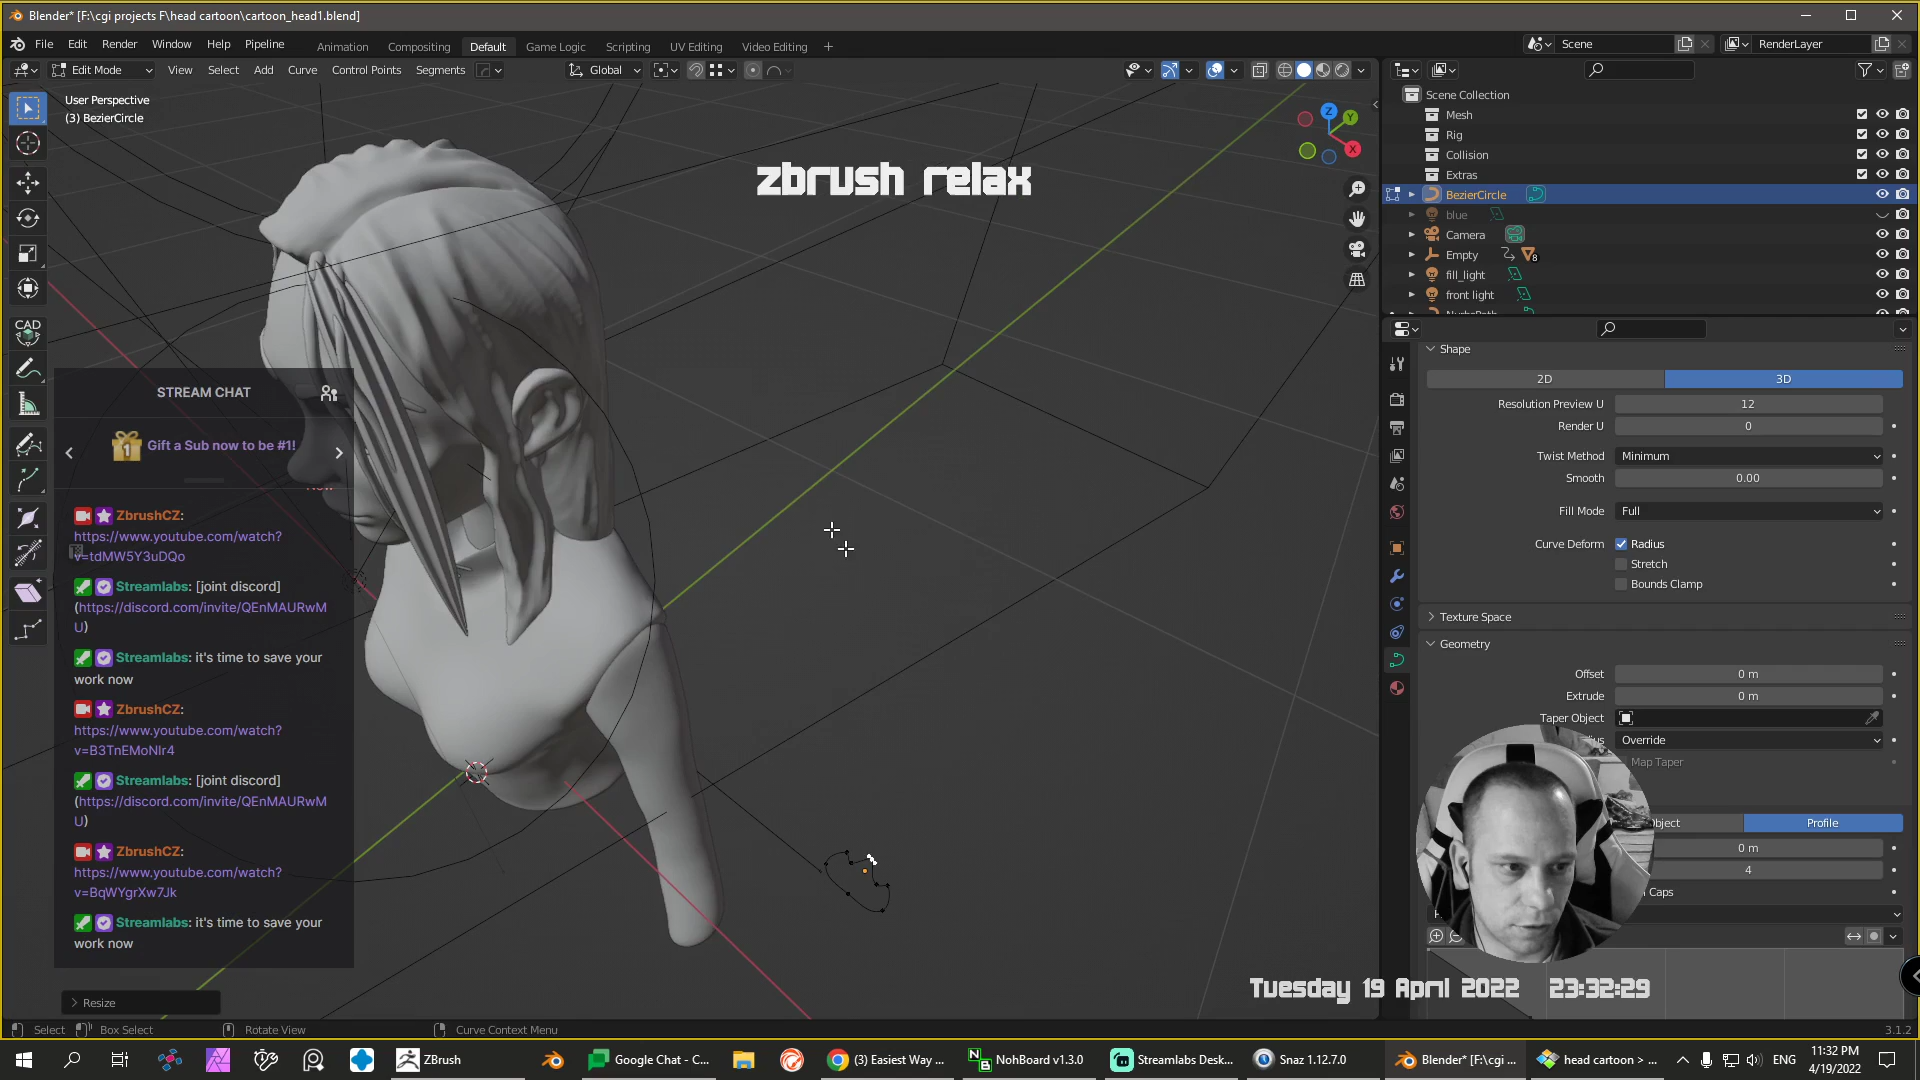 Blender* [F:\cgi projects F\head cartoon\cartoon_head1.blend]
File Edit Render Window Help Pipeline
Animation Compositing Default Game Logic Scripting UV Editing Video Editing +
Scene
RenderLayer
Edit Mode View Select Add Curve Control Points Segments
Global
User Perspective
(3) BezierCircle
zbrush relax
Z
Y
X
CAD
Scene Collection
Mesh
Rig
Collision
Extras
BezierCircle
blue
Camera
Empty
8
fill_light
front light
Shape
2D 3D
Resolution Preview U 12
Render U 0
Twist Method Minimum
Smooth 0.00
Fill Mode Full
Curve Deform Radius
Stretch
Bounds Clamp
Texture Space
Geometry
Offset 0 m
Extrude 0 m
Taper Object
Override
Map Taper
Profile
0 m
4
Caps
STREAM CHAT
1
Gift a Sub now to be #1!
ZbrushCZ:
https://www.youtube.com/watch?
v=tdMW5Y3uDQo
Streamlabs: [joint discord]
(https://discord.com/invite/QEnMAURwM
U)
Streamlabs: it's time to save your
work now
ZbrushCZ:
https://www.youtube.com/watch?
v=B3TnEMoNIr4
Streamlabs: [joint discord]
(https://discord.com/invite/QEnMAURwM
U)
ZbrushCZ:
https://www.youtube.com/watch?
v=BqWYgrXw7Jk
Streamlabs: it's time to save your
work now
Resize
Tuesday 19 April 2022 23:32:29
Select Box Select Rotate View Curve Context Menu
3.1.2
ZBrush
Google Chat - C...
(3) Easiest Way ...
NohBoard v1.3.0
Streamlabs Desk...
Snaz 1.12.7.0
Blender* [F:\cgi ...
head cartoon > ...
ENG
11:32 PM
4/19/2022